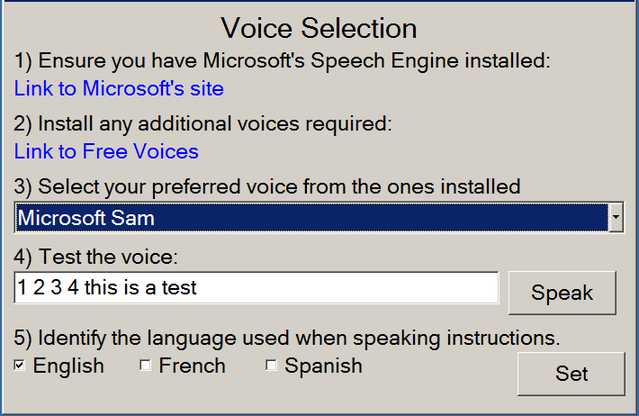 Voice Selection
1) Ensure you have Microsoft's Speech Engine installed:
Link to Microsoft's site
2) Install any additional voices required:
Link to Free Voices
3) Select your preferred voice from the ones installed
Microsoft Sam
4) Test the voice:
1 2 3 4 this is a test
Speak
5) Identify the language used when speaking instructions.
English French Spanish
Set